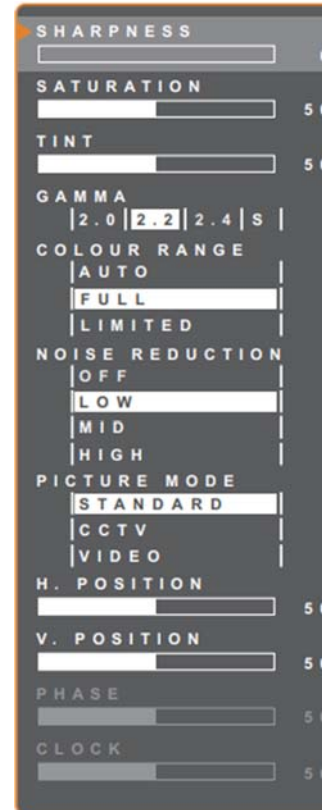 SHARPNESS
SATURATION
TINT
GAMMA
2.0 2.2 2.4 S
COLOUR RANGE
AUTO
FULL
LIMITED
NOISE REDUCTION
OFF
LOW
MID
HIGH
PICTURE MODE
STANDARD
CCTV
VIDEO
H. POSITION
V. POSITION
PHASE
CLOCK